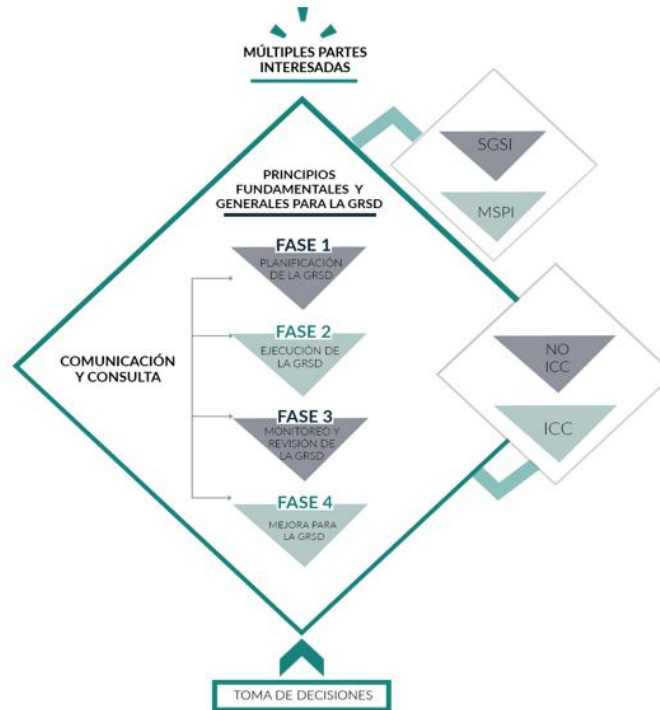 MÚLTIPLES PARTES
INTERESADAS
SGSI
MSPI
PRINCIPIOS
FUNDAMENTALES Y
GENERALES PARA LA GRSD
FASE 1
PLANIFICACIÓN
DE LA GRSD
FASE 2
EJECUCIÓN DE
LA GRSD
COMUNICACIÓN
Y CONSULTA
NO
ICC
ICC
FASE 3
MONITOREO Y
REVISIÓN DE
LA GRSD
FASE 4
MEJORA PARA
LA GRSD
TOMA DE DECISIONES